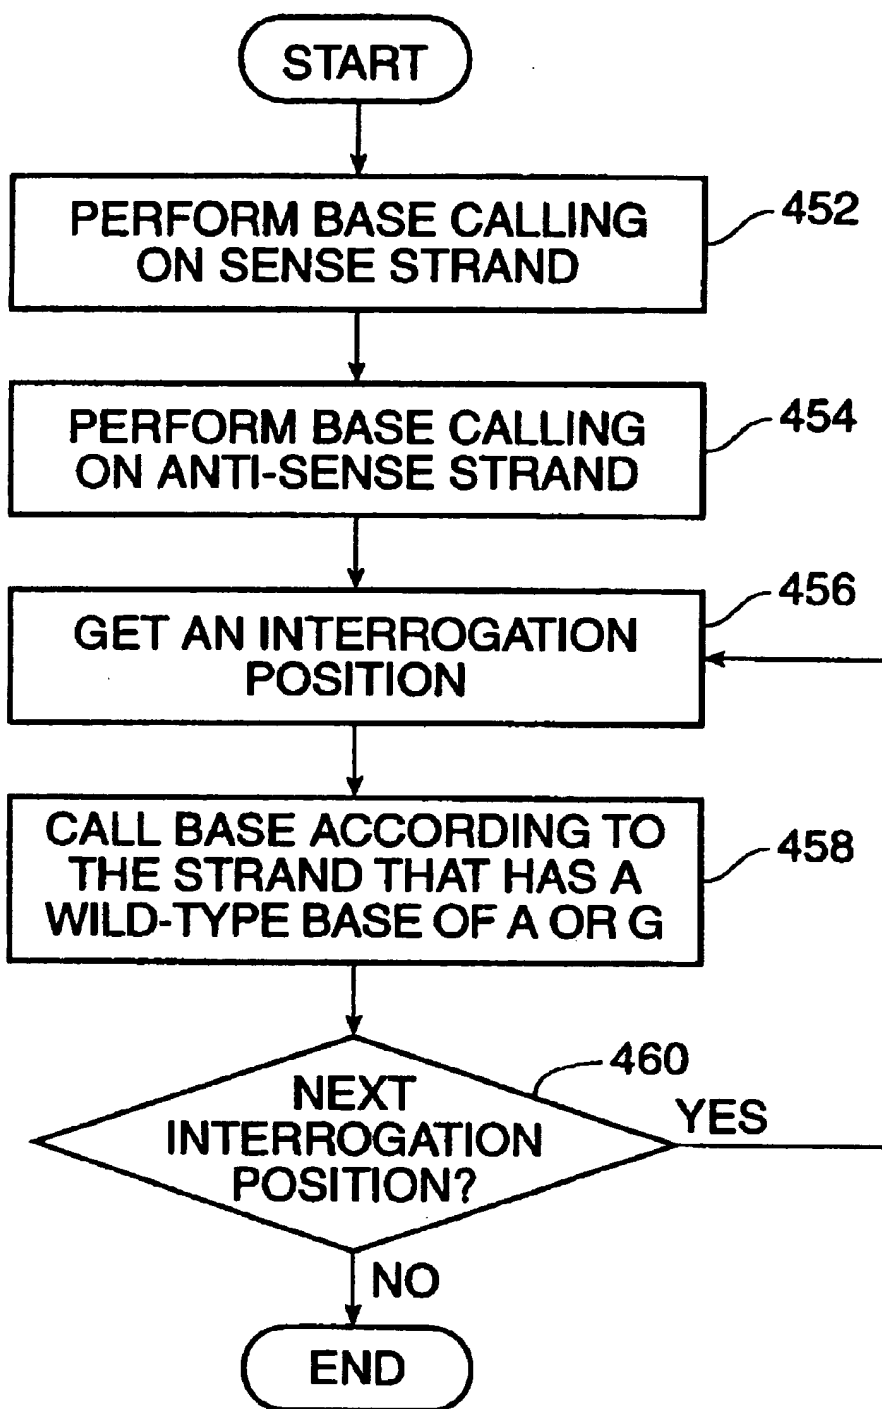 START
PERFORM BASE CALLING
ON SENSE STRAND
452
PERFORM BASE CALLING
ON ANTI-SENSE STRAND
454
GET AN INTERROGATION
POSITION
456
CALL BASE ACCORDING TO
THE STRAND THAT HAS A
WILD-TYPE BASE OF A OR G
458
NEXT
INTERROGATION
POSITION?
460
YES
NO
END